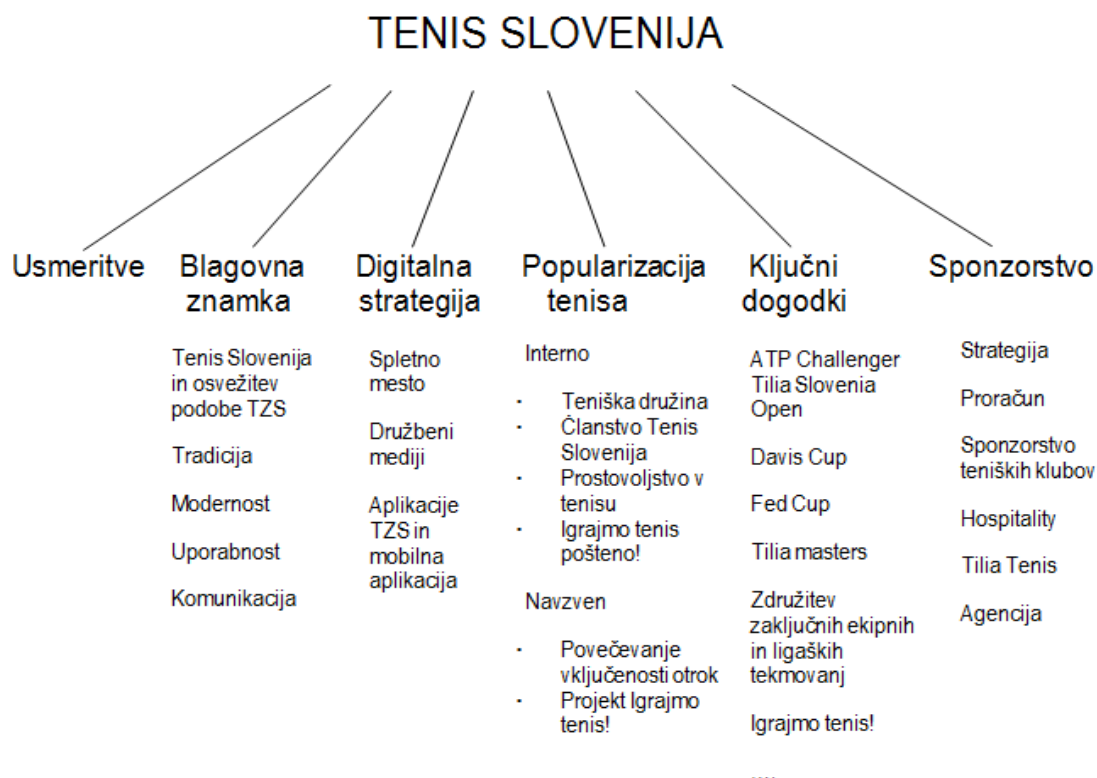 TENIS SLOVENIJA
Usmeritve
Blagovna
znamka
Tenis Slovenija
in osvežitev
podobe TZS
Tradicija
Modernost
Uporabnost
Komunikacija
Digitalna
strategija
Spletno
mesto
Družbeni
mediji
Aplikacije
TZS in
mobilna
aplikacija
Popularizacija
tenisa
Interno
- Teniška družina
- Članstvo Tenis
Slovenija
- Prostovoljstvo v
tenisu
- Igrajmo tenis
pošteno!
Navzven
- Povečevanje
vključenosti otrok
- Projekt Igrajmo
tenis!
Ključni
dogodki
ATP Challenger
Tilia Slovenia
Open
Davis Cup
Fed Cup
Tilia masters
Združitev
zaključnih ekipnih
in ligaških
tekmovanj
Igrajmo tenis!
Sponzorstvo
Strategija
Proračun
Sponzorstvo
teniških klubov
Hospitality
Tilia Tenis
Agencija